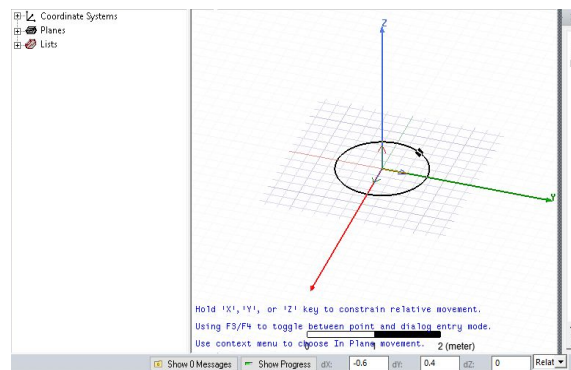 Coordinate Systems
Planes
Lists
Z
Y
Hold 'X','Y', or 'Z' key to constrain relative movement.
Using F3/F4 to toggle between point and dialog entry mode.
0 1 2 (meter)
Use context menu to choose In Plane movement.
Show 0 Messages Show Progress dX: -0.6 dY: 0.4 dZ: 0 Relat